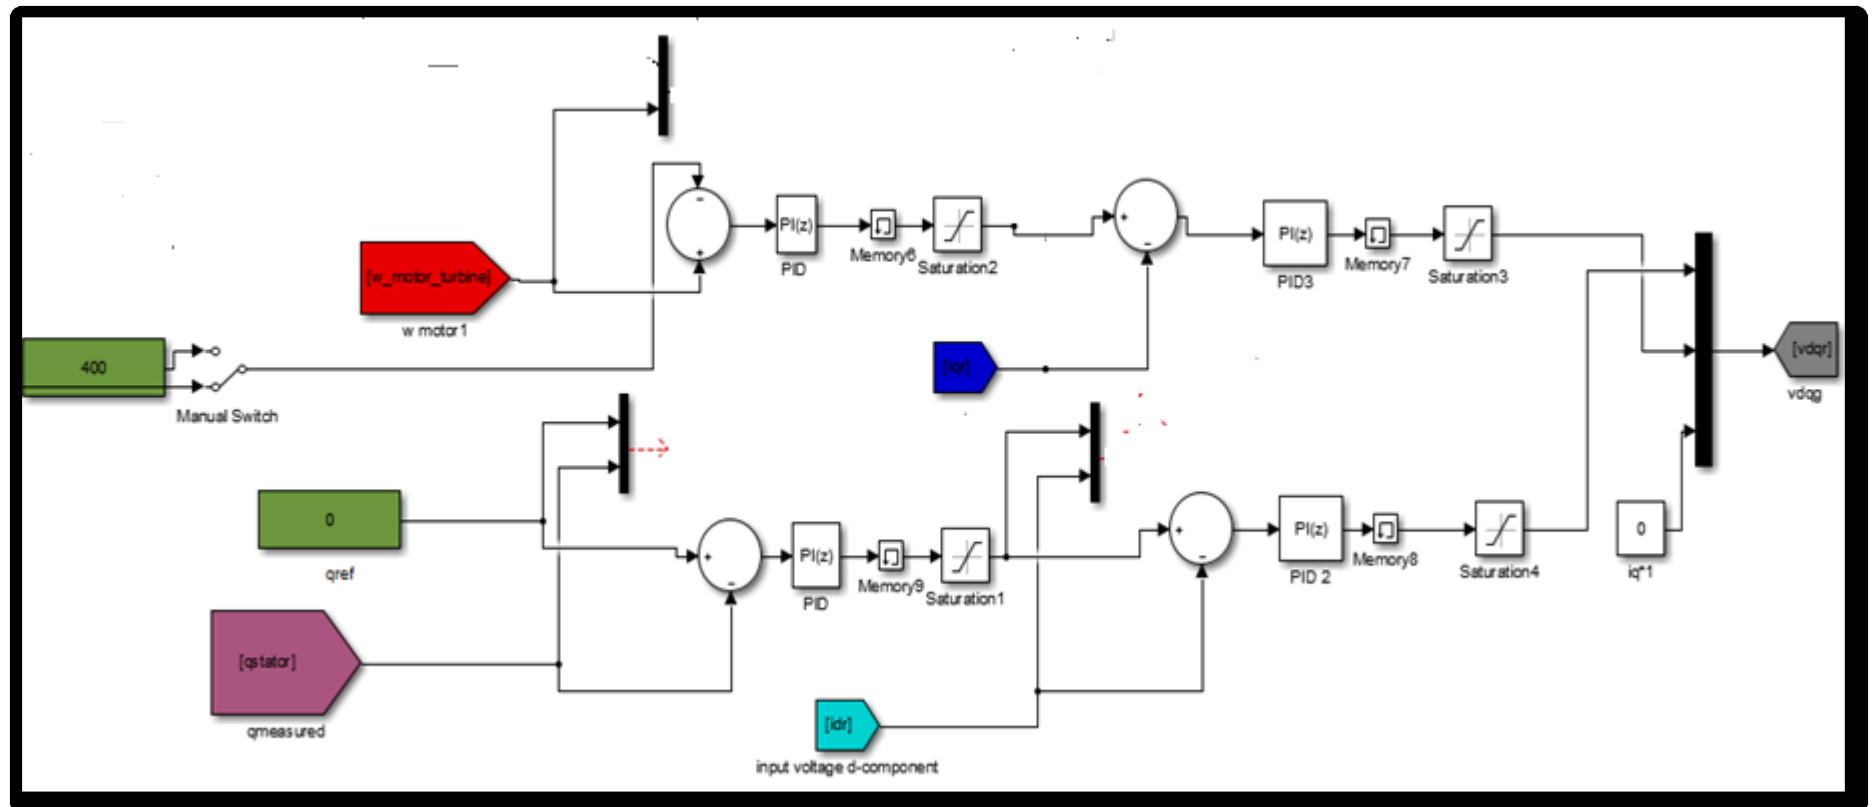 PI(z)
PID
Memory6
Saturation2
+
-
-
+
PI(z)
PID3
Memory7
Saturation3
[w_motor_turbine]
w motor1
400
Manual Switch
[iqr]
[vdqr]
vdqg
0
qref
+
-
PI(z)
PID
Memory9
Saturation1
+
-
PI(z)
PID 2
Memory8
Saturation4
0
iq*1
[qstator]
qmeasured
[idr]
input voltage d-component